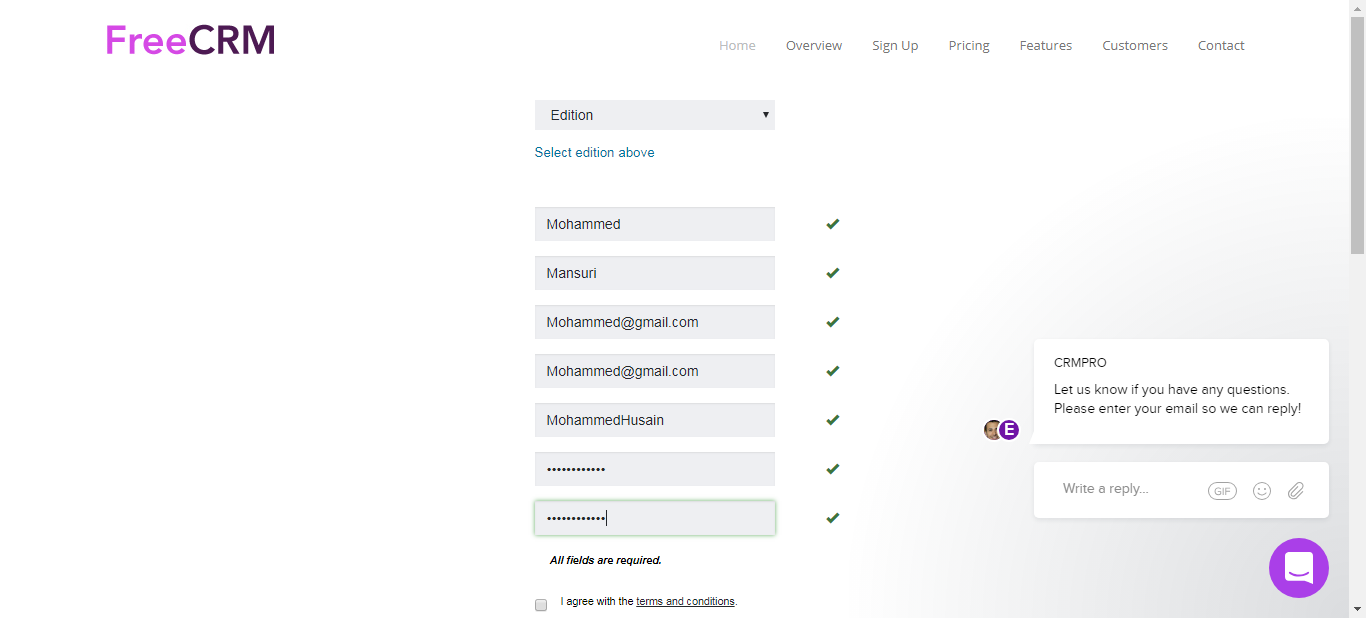 FreeCRM
Home Overview Sign Up Pricing Features Customers Contact
Edition
Select edition above
Mohammed
Mansuri
Mohammed@gmail.com
Mohammed@gmail.com
MohammedHusain
••••••••••••
••••••••••••
All fields are required.
I agree with the terms and conditions.
CRMPRO
Let us know if you have any questions.
Please enter your email so we can reply!
E
Write a reply...
GIF